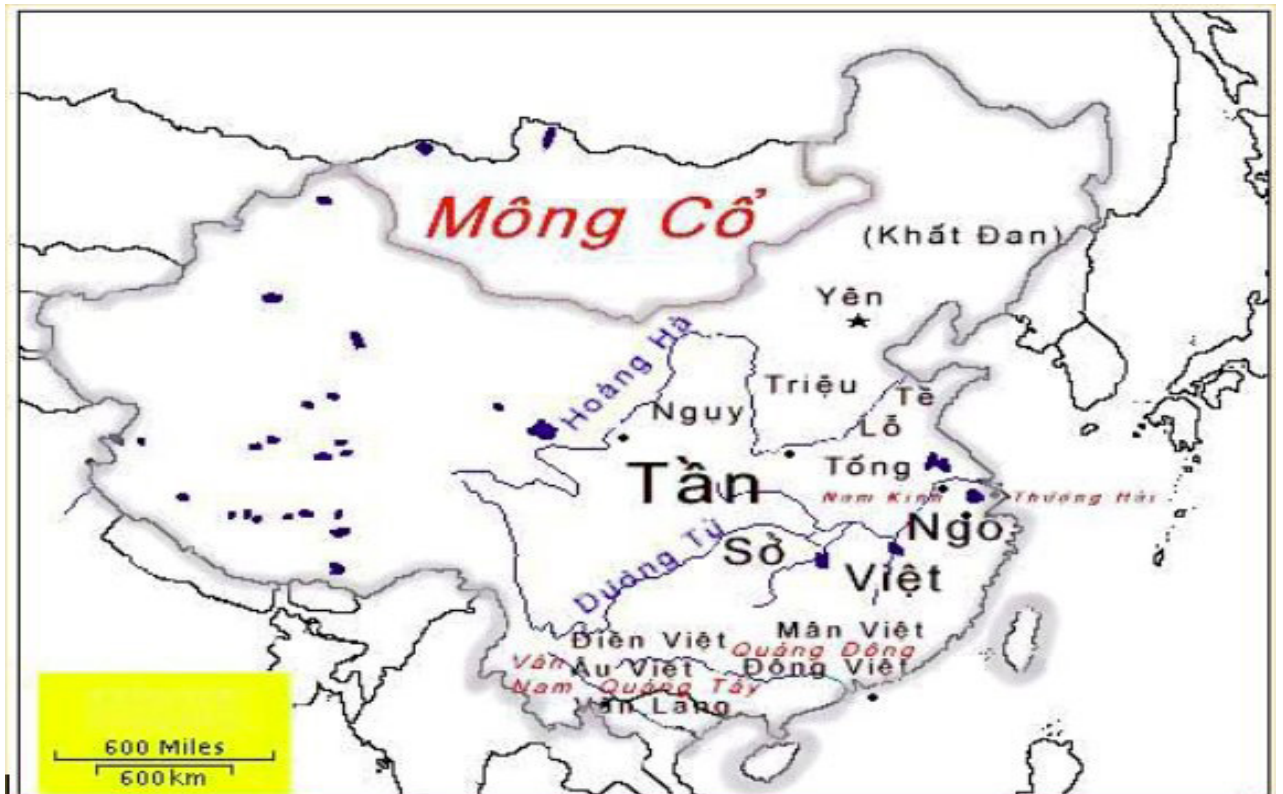 Mông Cổ
(Khất Đan)
Yên
Hoàng Hà
Triệu
Tề
Nguy
Lỗ
Tống
Tần
Nam Kinh
Thượng Hải
Ngô
Dương Tử
Sở
Việt
Mân Việt
Điền Việt
Quảng Đông
Vân
Âu Việt
Đông Việt
Nam Quảng Tây
Văn Lang
600 Miles
600 km